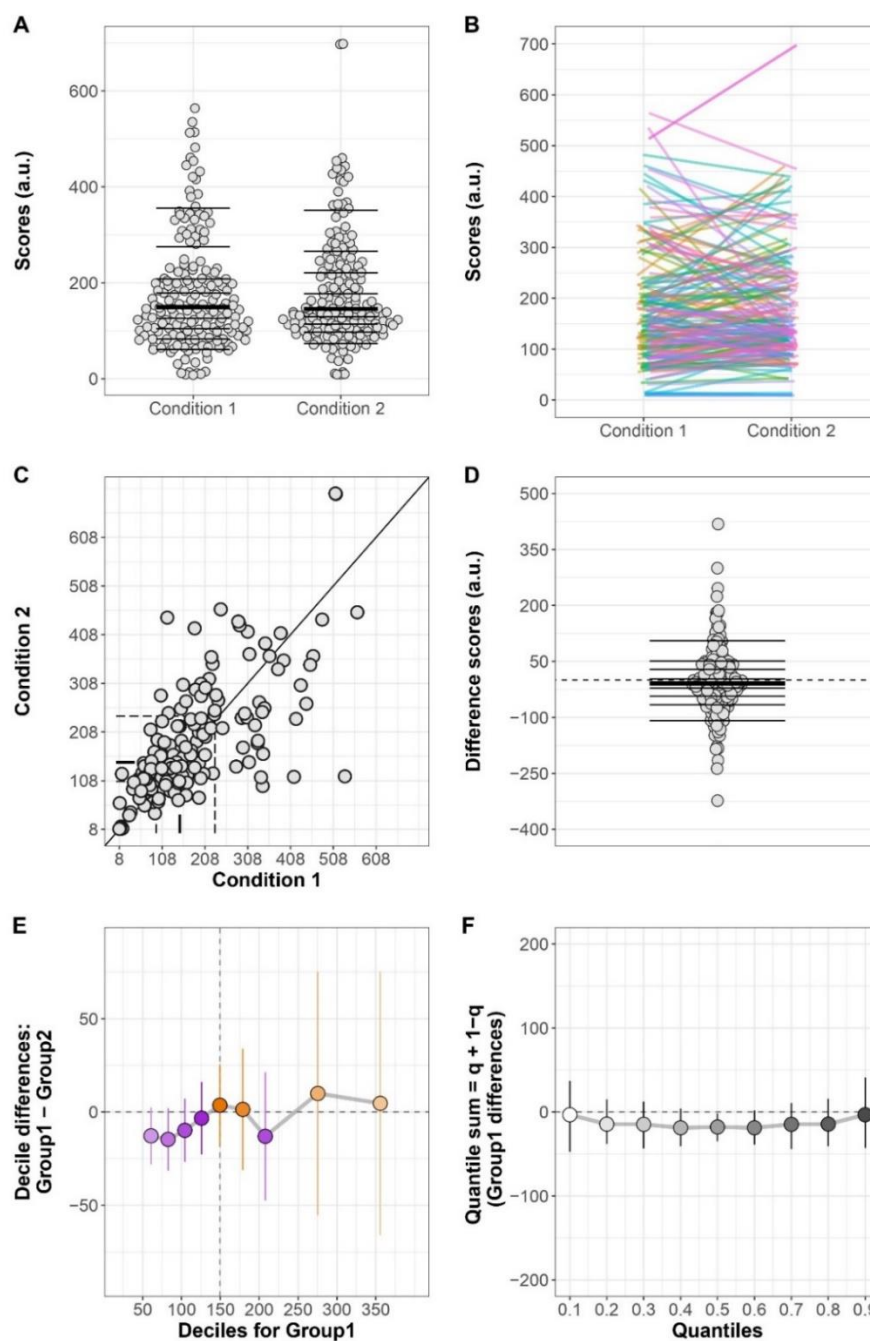 A
Scores (a.u.)
600
400
200
0
Condition 1
Condition 2
B
Scores
700
600
500
400
300
200
100
0
Condition 1
Condition 2
C
Condition 2
608
508
408
308
208
108
8
8
108
208
308
408
508
608
Condition 1
D
Difference scores (a.u.)
500
350
200
50
−100
−250
−400
E
Decile differences:
Group1 − Group2
50
0
−50
50
100
150
200
250
300
350
Deciles for Group1
F
Quantile sum = q + 1−q
(Group1 differences)
200
100
0
−100
−200
0.1
0.2
0.3
0.4
0.5
0.6
0.7
0.8
0.9
Quantiles